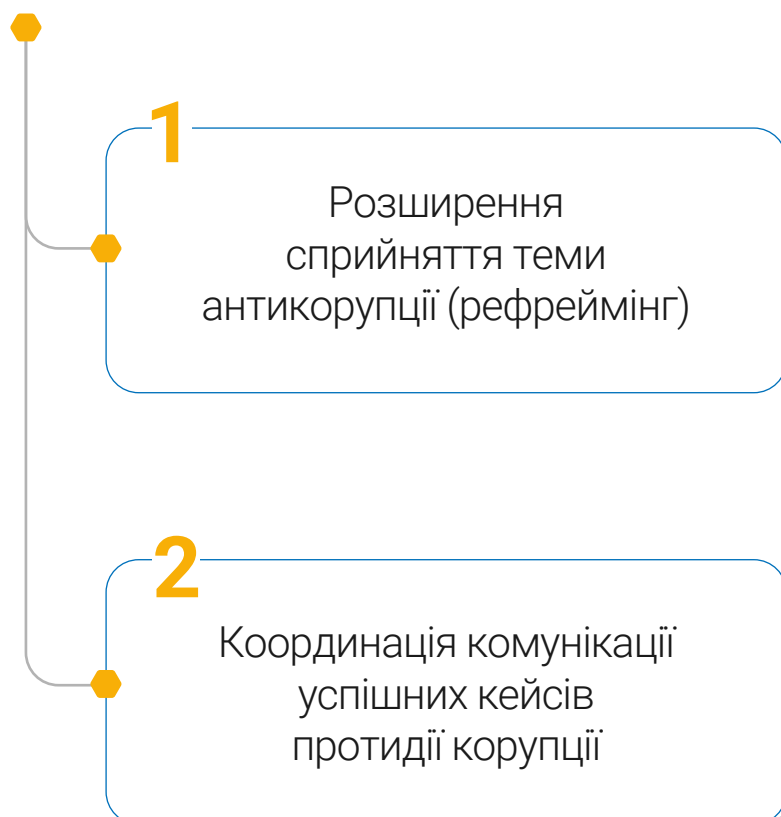 1
Розширення
сприйняття теми
антикорупції (рефреймінг)
2
Координація комунікації
успішних кейсів
протидії корупції